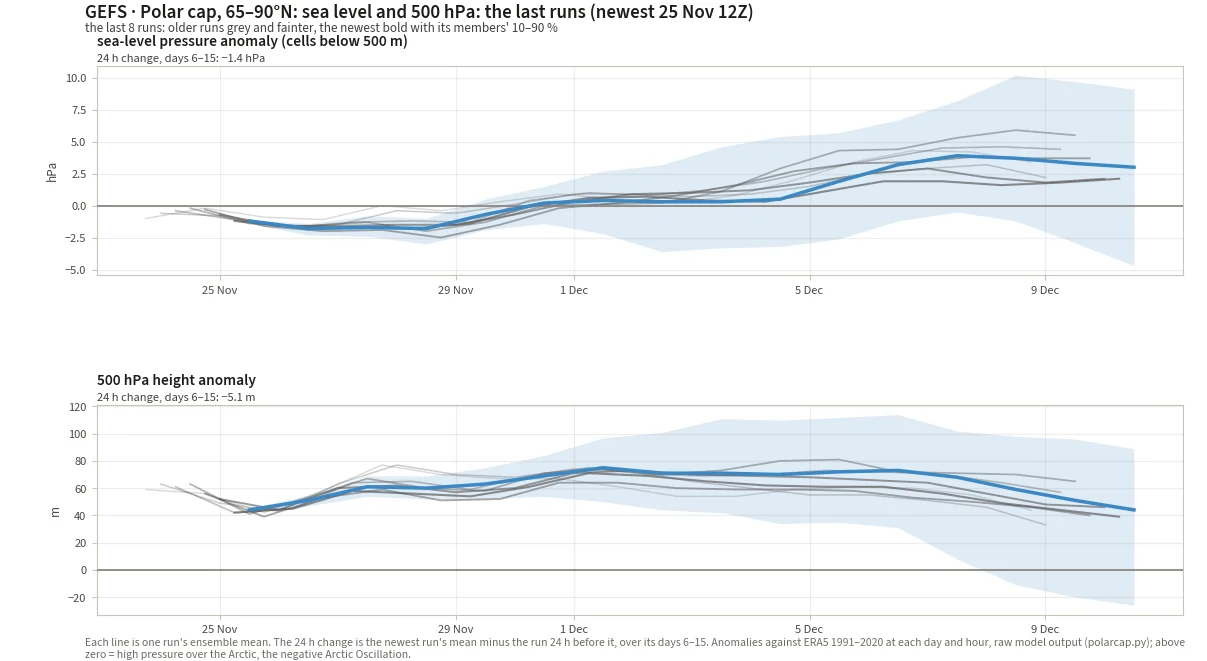 GEFS · Polar cap, 65–90°N: sea level and 500 hPa: the last runs (newest 25 Nov 12Z)
the last 8 runs: older runs grey and fainter, the newest bold with its members' 10–90 %
sea-level pressure anomaly (cells below 500 m)
24 h change, days 6–15: −1.4 hPa
10.0
7.5
5.0
2.5
0.0
−2.5
−5.0
hPa
25 Nov
29 Nov
1 Dec
5 Dec
9 Dec
500 hPa height anomaly
24 h change, days 6–15: −5.1 m
120
100
80
60
40
20
0
−20
m
25 Nov
29 Nov
1 Dec
5 Dec
9 Dec
Each line is one run's ensemble mean. The 24 h change is the newest run's mean minus the run 24 h before it, over its days 6–15. Anomalies against ERA5 1991–2020 at each day and hour, raw model output (polarcap.py); above
zero = high pressure over the Arctic, the negative Arctic Oscillation.